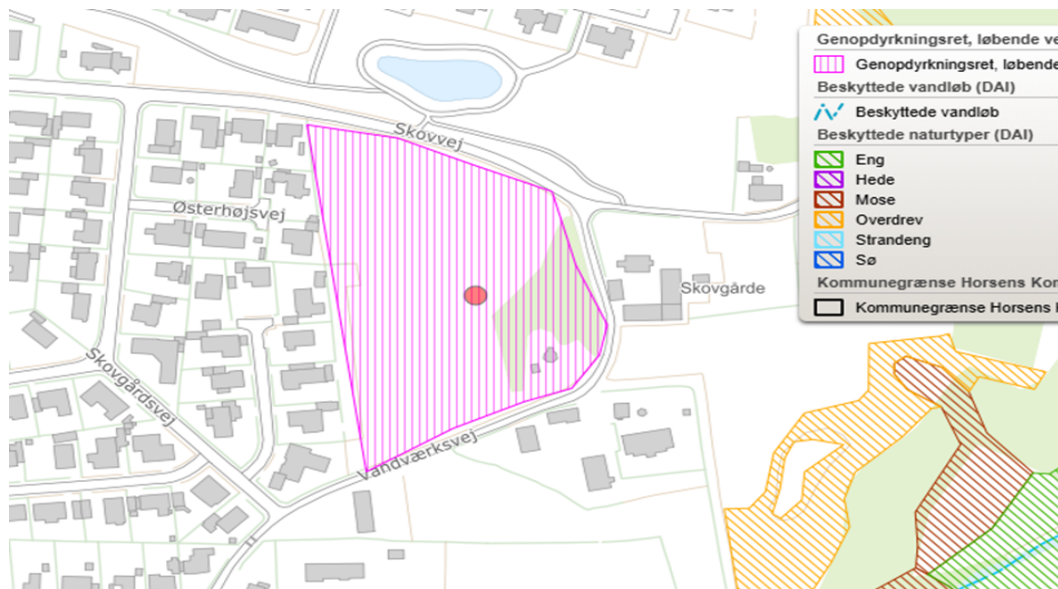 Genopdyrkningsret, løbende ve
Genopdyrkningsret, løbende
Beskyttede vandløb (DAI)
Beskyttede vandløb
Beskyttede naturtyper (DAI)
Eng
Hede
Mose
Overdrev
Strandeng
Sø
Kommunegrænse Horsens Kor
Kommunegrænse Horsens
Skovvej
Østerhøjsvej
Skovgårde
Skovgårdsvej
Vandværksvej